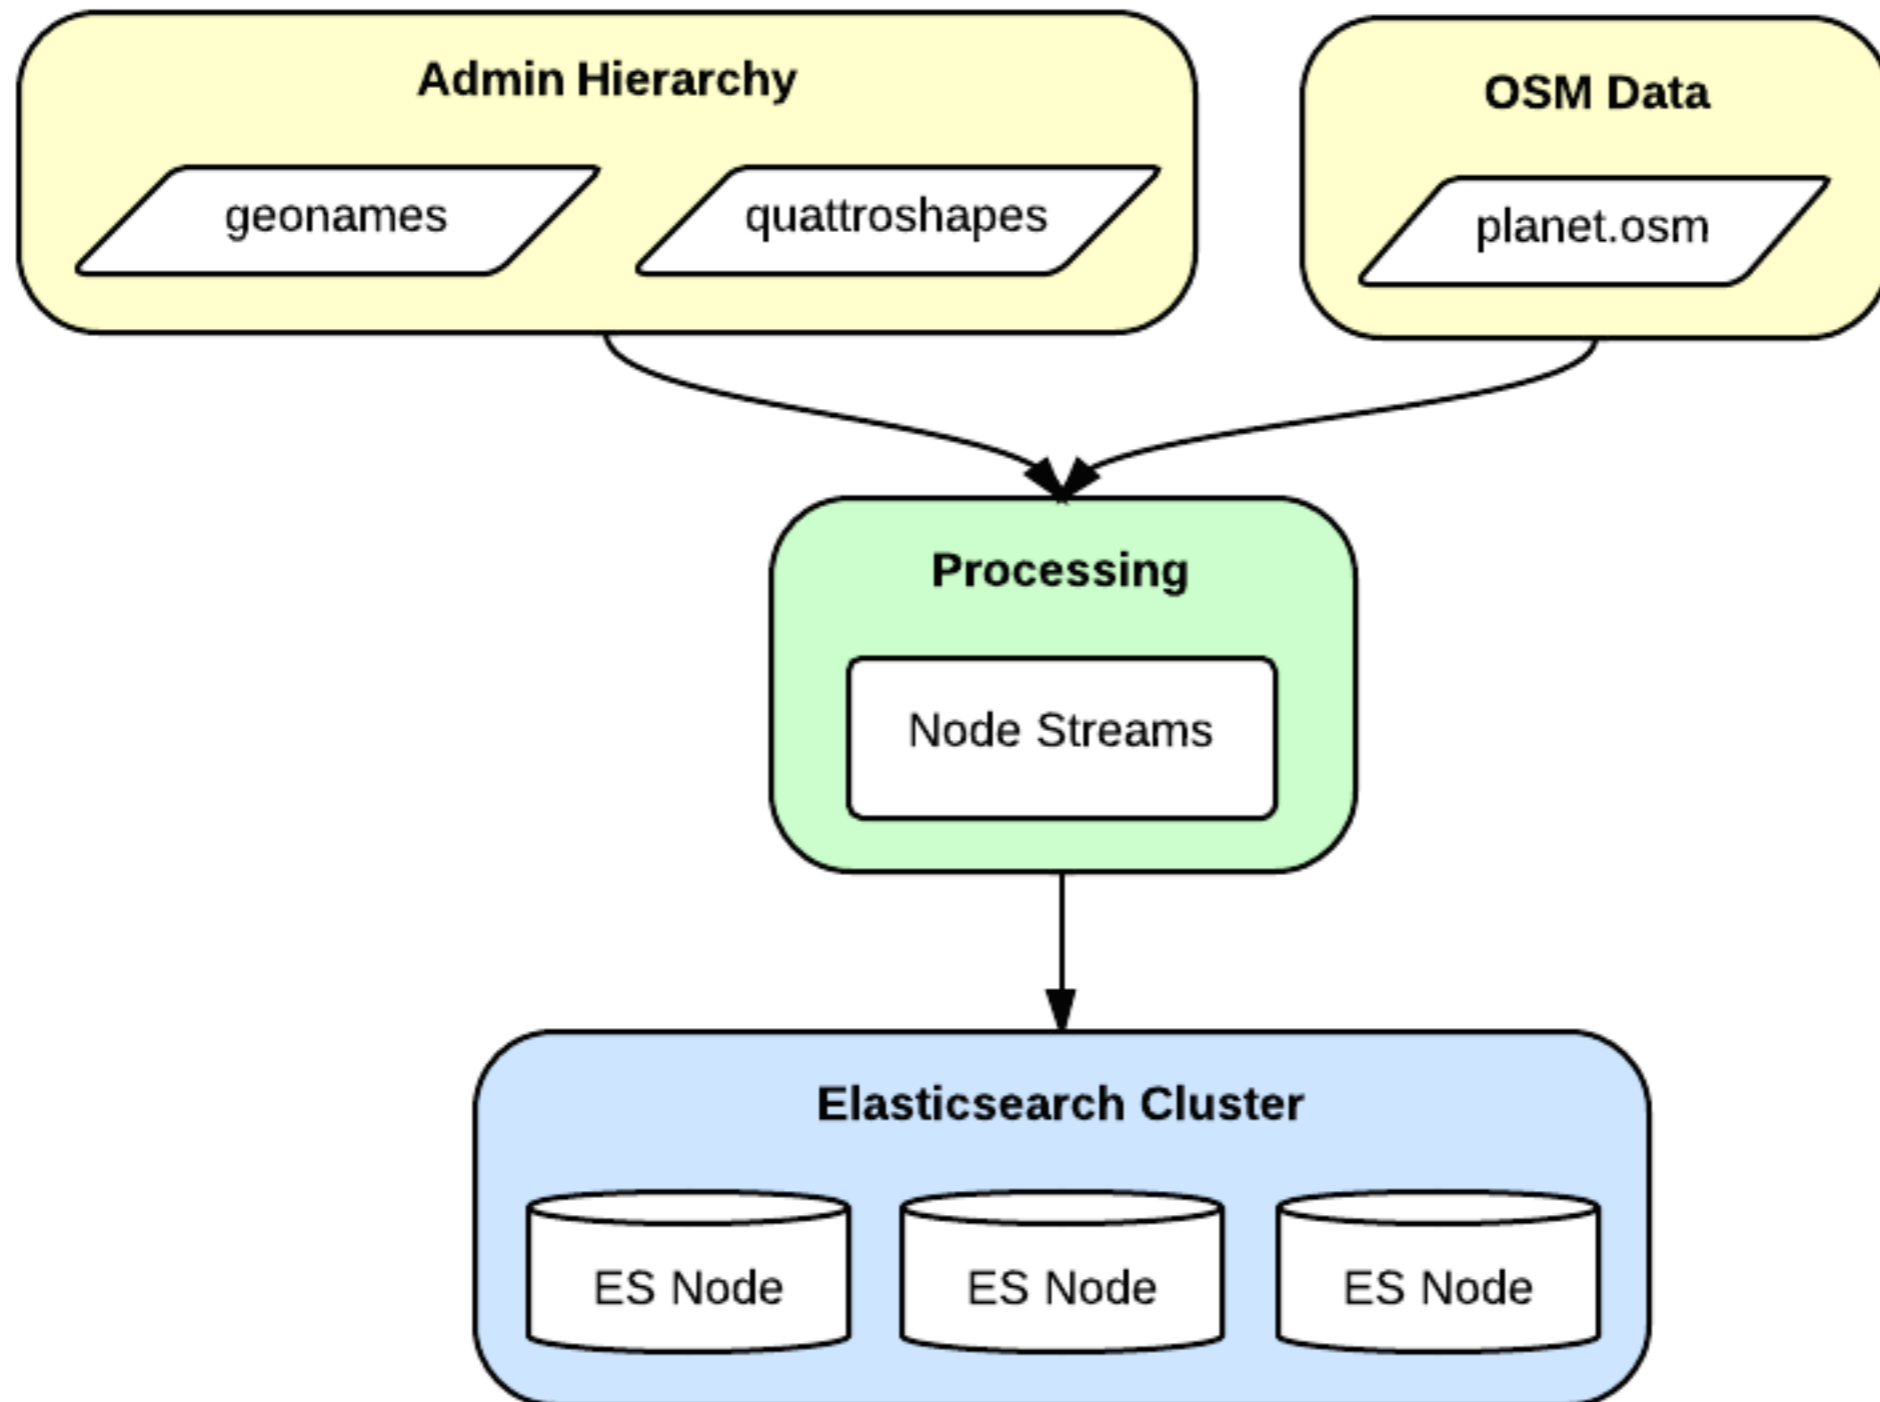 Admin Hierarchy
OSM Data
geonames
quattroshapes
planet.osm
Processing
Node Streams
Elasticsearch Cluster
ES Node
ES Node
ES Node